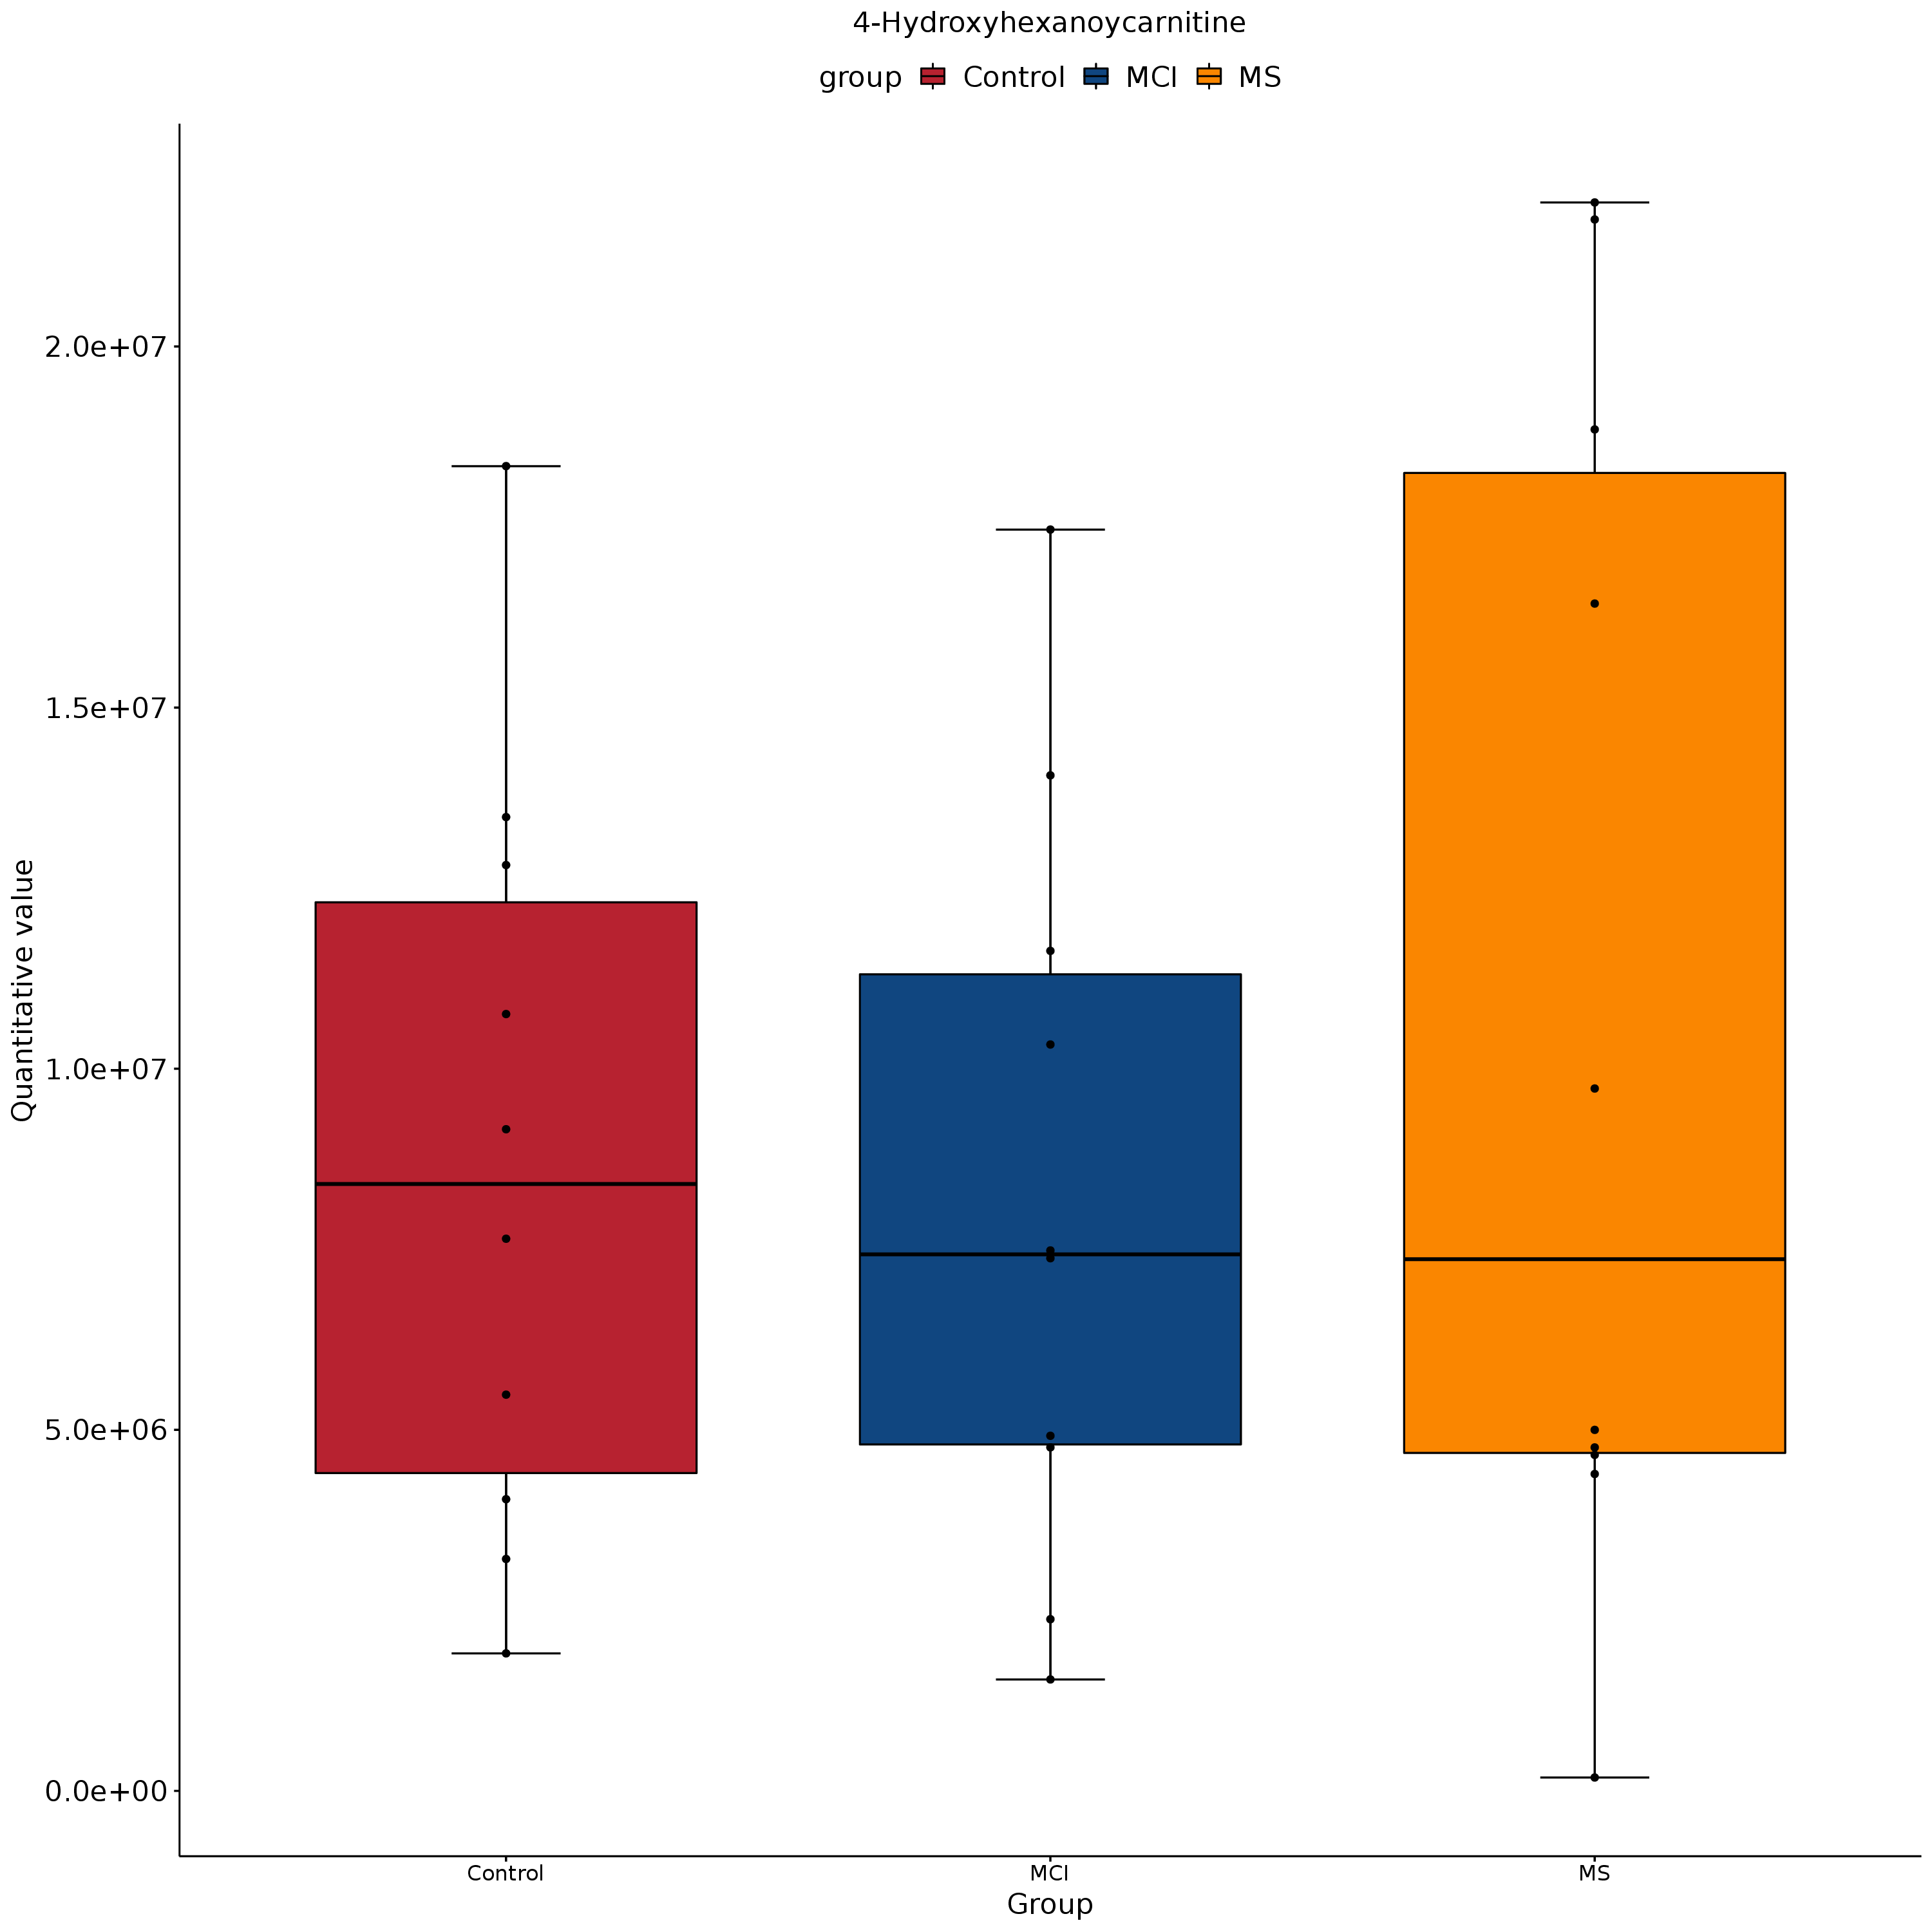 4-Hydroxyhexanoycarnitine
group Control MCI MS
Quantitative value
2.0e+07
1.5e+07
1.0e+07
5.0e+06
0.0e+00
Control MCI MS
Group